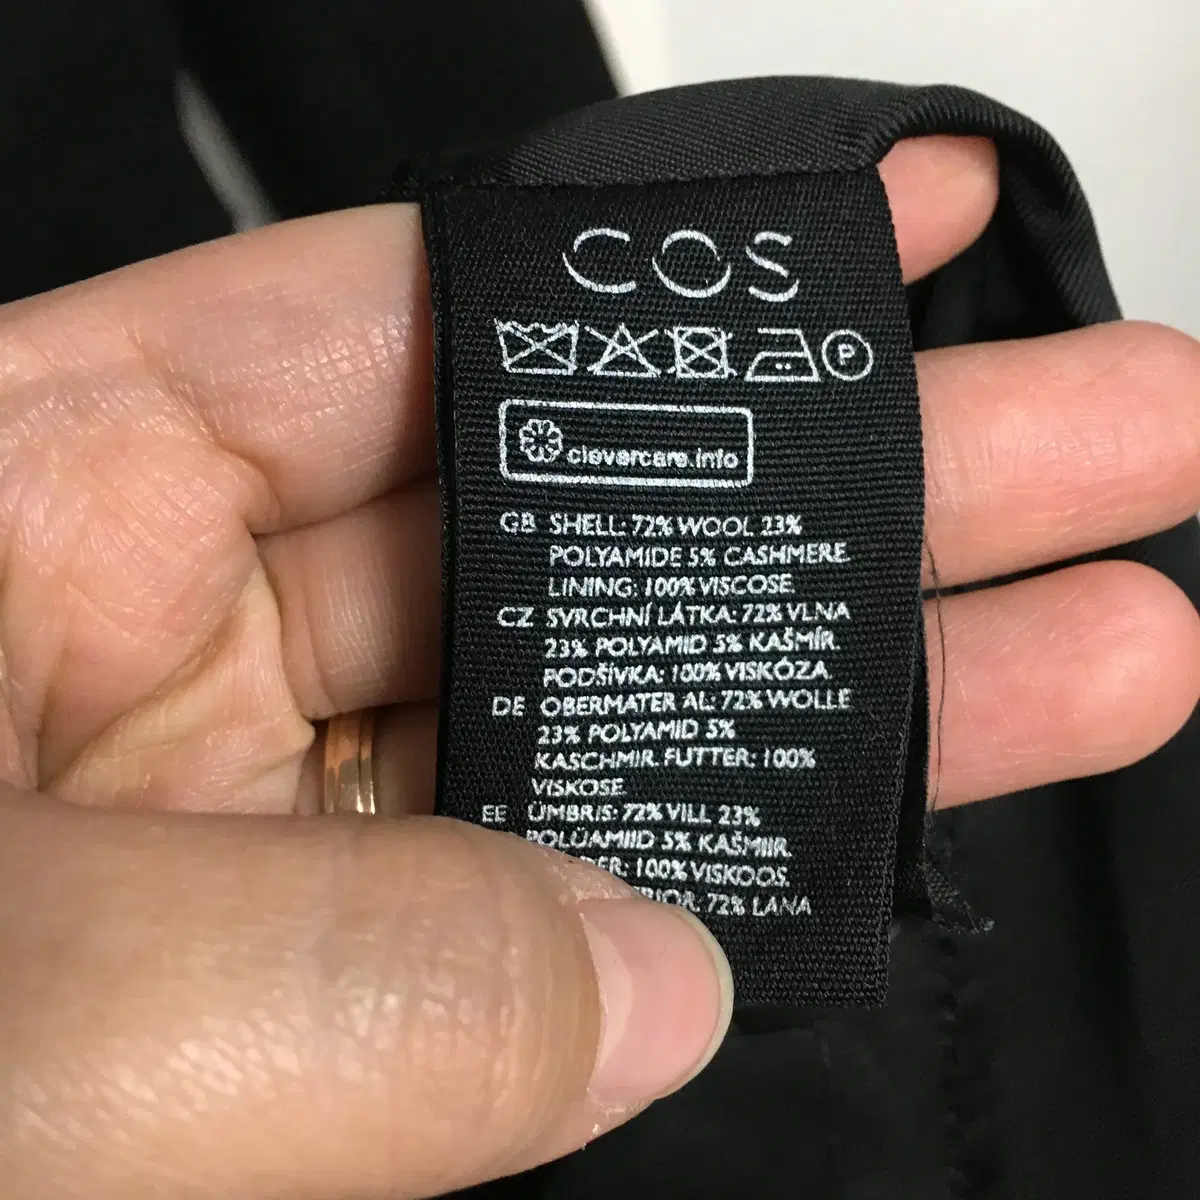 COS
P
clevercare.info
GB SHELL: 72% WOOL 23%
POLYAMIDE 5% CASHMERE.
LINING: 100% VISCOSE.
CZ SVRCHNÍ LÁTKA: 72% VLNA
23% POLYAMID 5% KAŠMÍR.
PODŠÍVKA: 100% VISKÓZA.
DE OBERMATER AL: 72% WOLLE
23% POLYAMID 5%
KASCHMIR. FUTTER: 100%
VISKOSE.
EE ÜMBRIS: 72% VILL 23%
POLÜAMIID 5% KAŠMIIR.
100% VISKOOS.
72% LANA